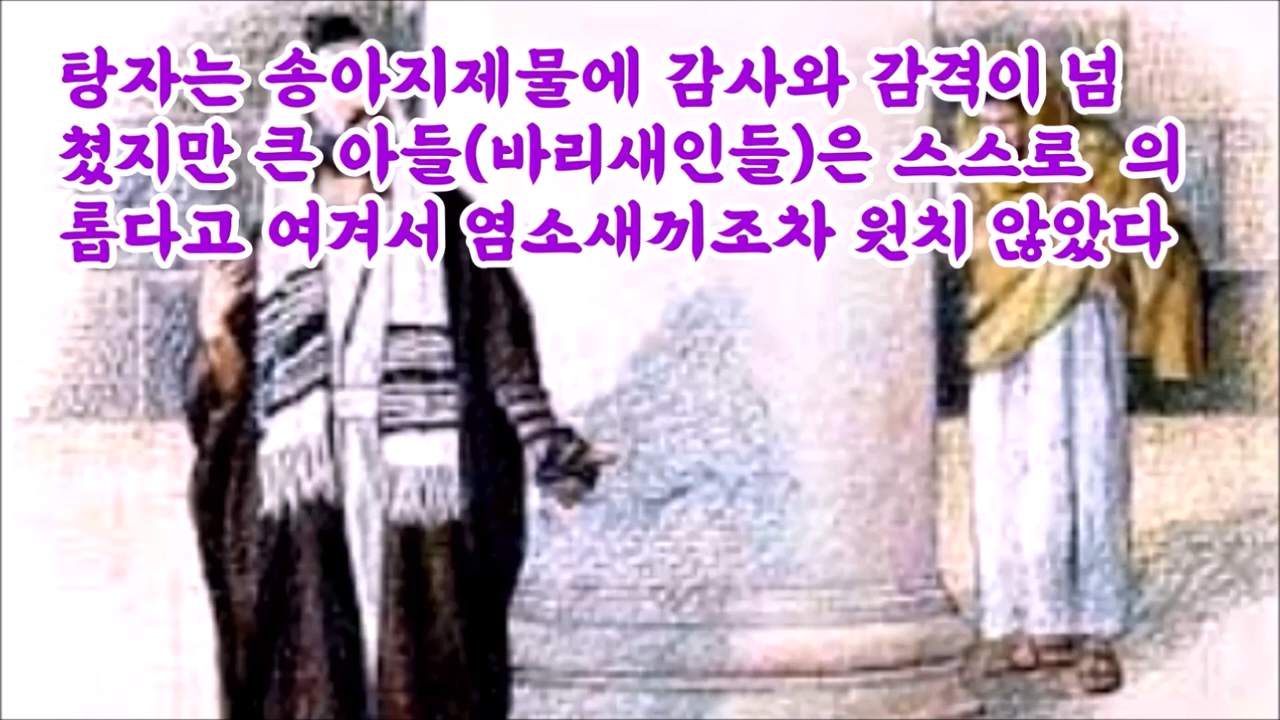 탕자는 송아지제물에 감사와 감격이 넘
쳤지만 큰 아들(바리새인들)은 스스로 의
롭다고 여겨서 염소새끼조차 원치 않았다